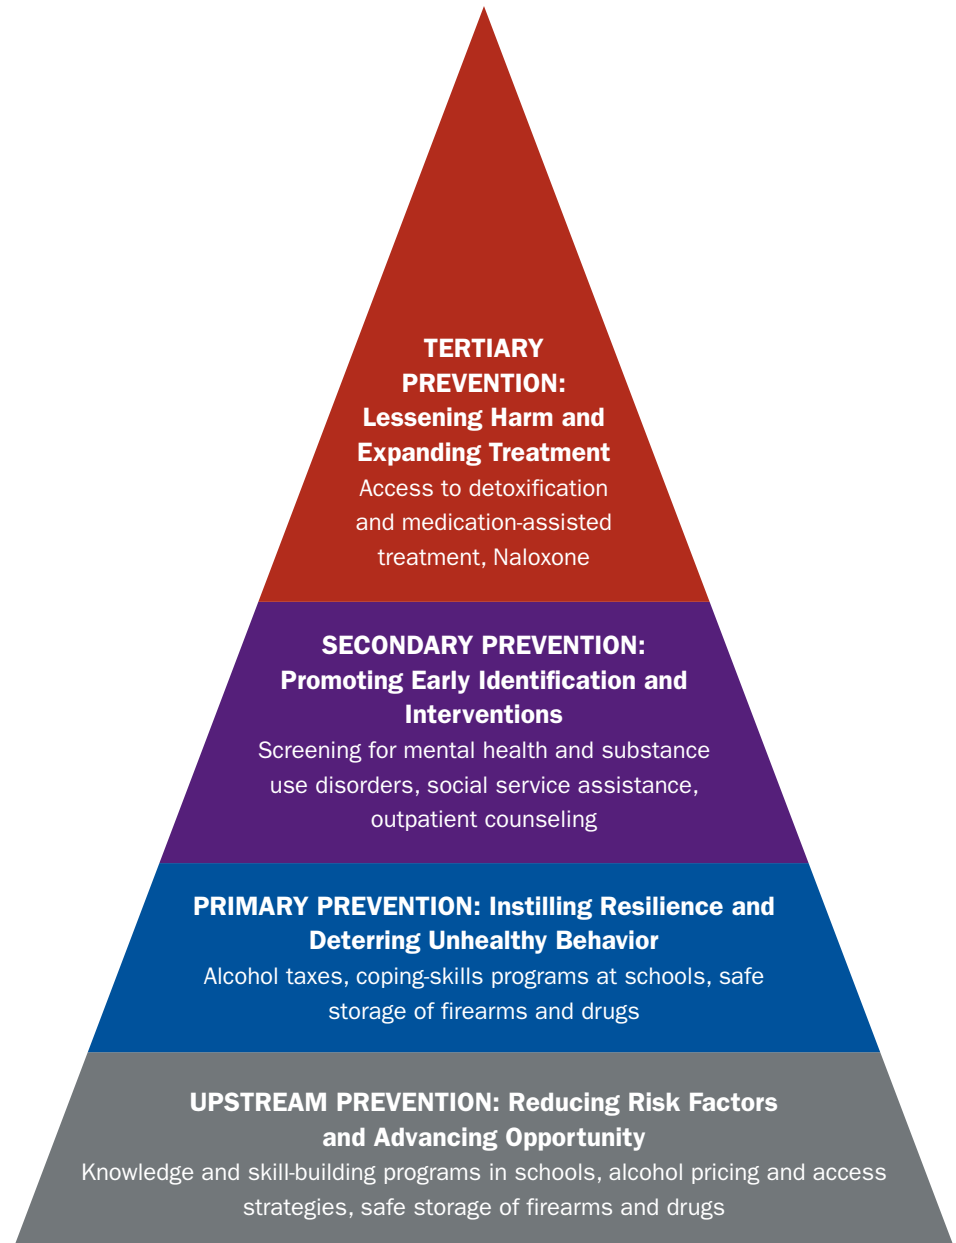 TERTIARY
PREVENTION:
Lessening Harm and
Expanding Treatment
Access to detoxification
and medication-assisted
treatment, Naloxone
SECONDARY PREVENTION:
Promoting Early Identification and
Interventions
Screening for mental health and substance
use disorders, social service assistance,
outpatient counseling
PRIMARY PREVENTION: Instilling Resilience and
Deterring Unhealthy Behavior
Alcohol taxes, coping-skills programs at schools, safe
storage of firearms and drugs
UPSTREAM PREVENTION: Reducing Risk Factors
and Advancing Opportunity
Knowledge and skill-building programs in schools, alcohol pricing and access
strategies, safe storage of firearms and drugs